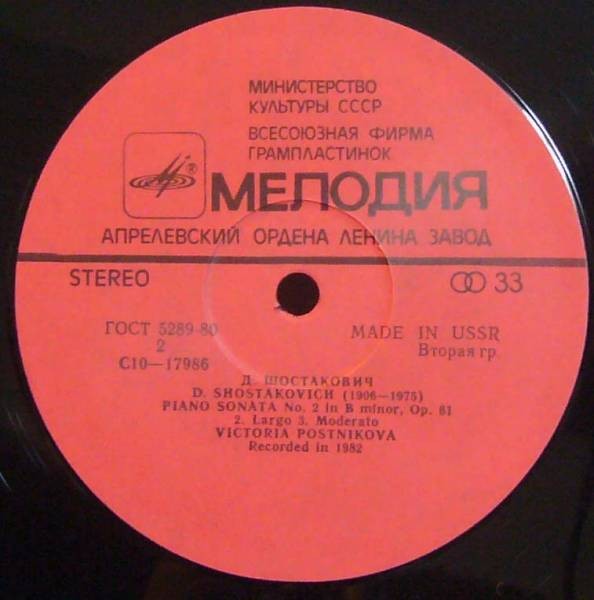 МИНИСТЕРСТВО
КУЛЬТУРЫ СССР
ВСЕСОЮЗНАЯ ФИРМА
ГРАМПЛАСТИНОК
®
МЕЛОДИЯ
АПРЕЛЕВСКИЙ ОРДЕНА ЛЕНИНА ЗАВОД
STEREO 33
ГОСТ 5289-80 MADE IN USSR
2 Вторая гр.
С10—17986
Д. ШОСТАКОВИЧ
D. SHOSTAKOVICH (1906—1975)
PIANO SONATA No. 2 in B minor, Op. 61
2. Largo 3. Moderato
VICTORIA POSTNIKOVA
Recorded in 1982